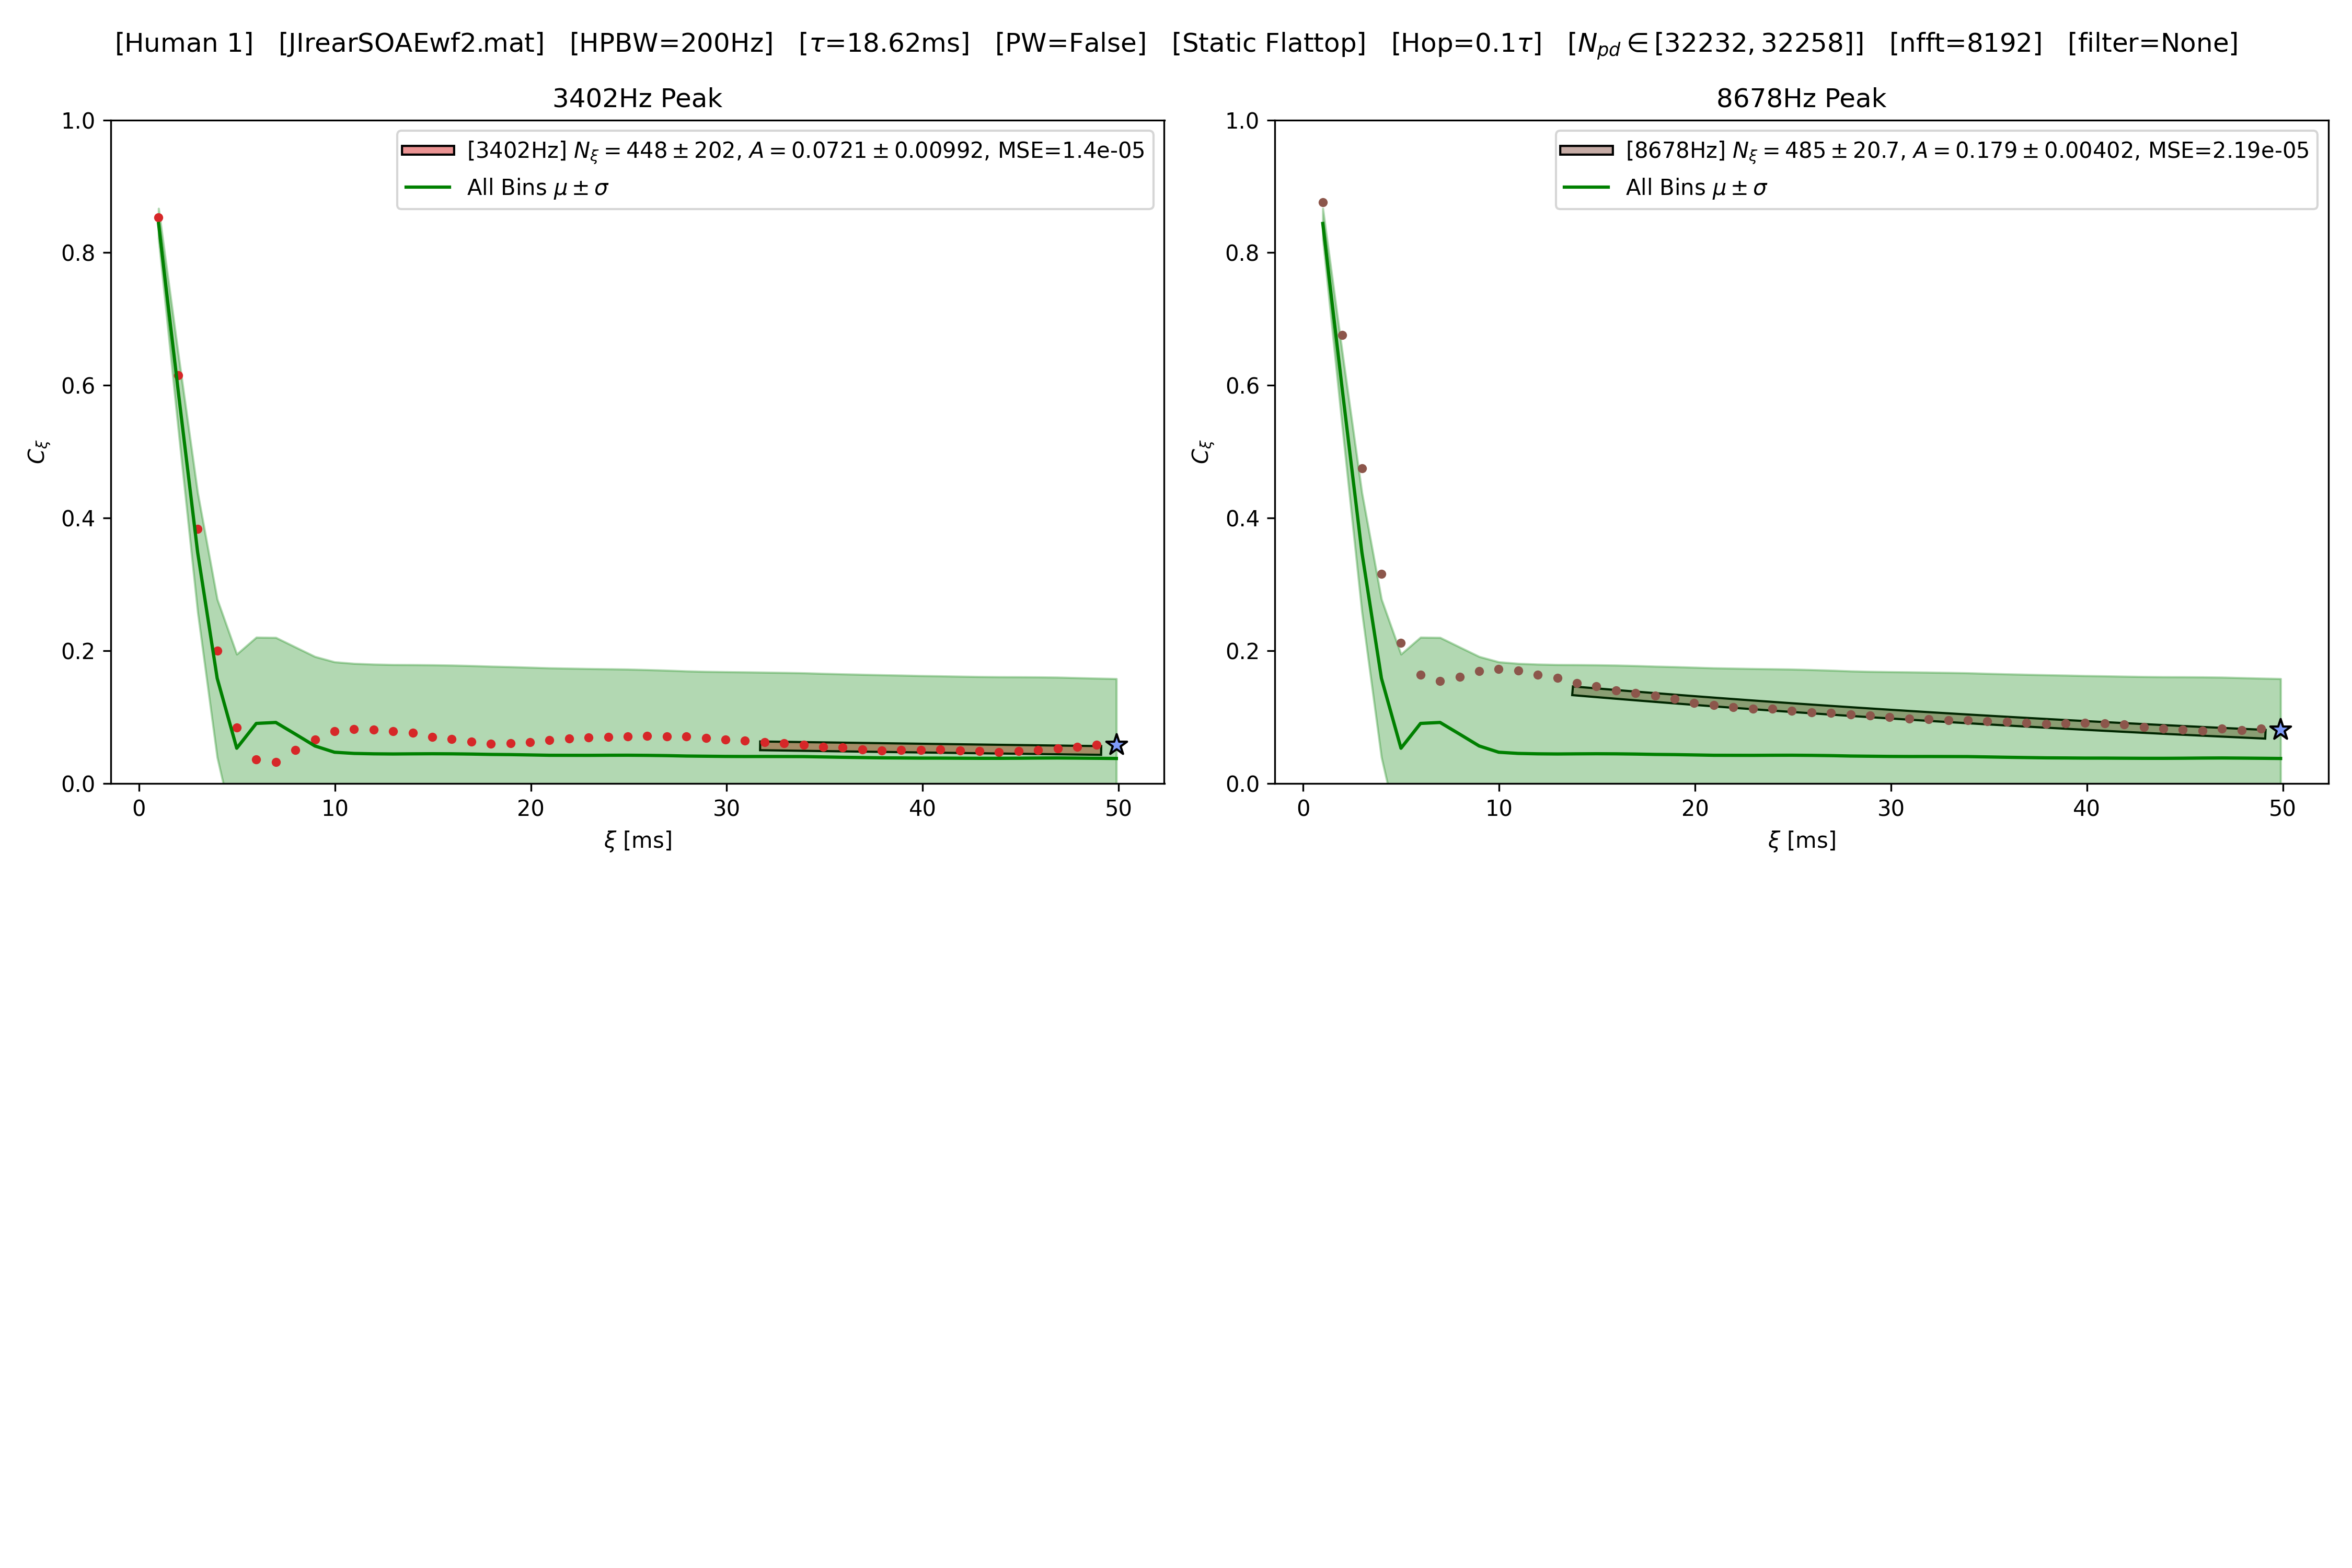 [Human 1] [JIrearSOAEwf2.mat] [HPBW=200Hz] [τ=18.62ms] [PW=False] [Static Flattop] [Hop=0.1τ] [N_pd ∈ [32232, 32258]] [nfft=8192] [filter=None]
3402Hz Peak
[3402Hz] N_ξ = 448 ± 202, A = 0.0721 ± 0.00992, MSE=1.4e-05
All Bins μ ± σ
1.0
0.8
0.6
0.4
0.2
0.0
C_ξ
0 10 20 30 40 50
ξ [ms]
8678Hz Peak
[8678Hz] N_ξ = 485 ± 20.7, A = 0.179 ± 0.00402, MSE=2.19e-05
All Bins μ ± σ
1.0
0.8
0.6
0.4
0.2
0.0
C_ξ
0 10 20 30 40 50
ξ [ms]